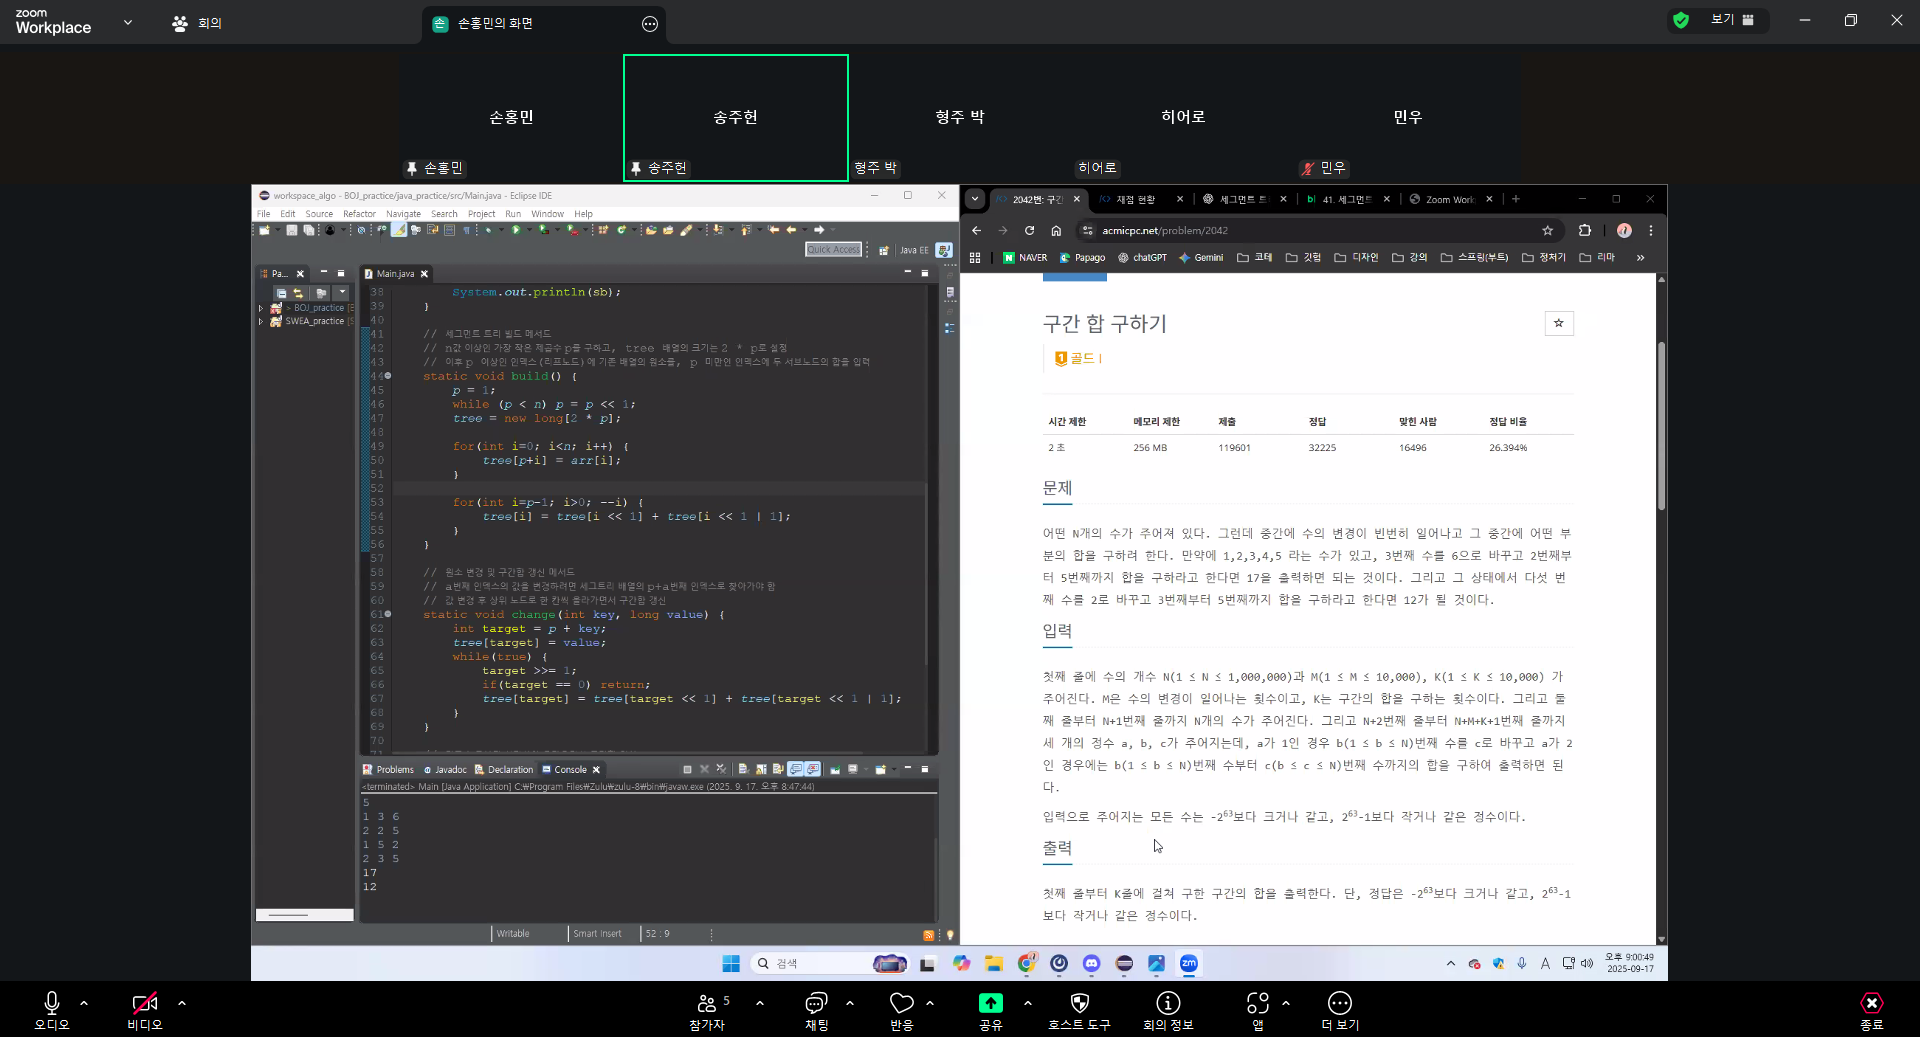 zoom
Workplace
회의
손 손홍민의 화면
보기
손홍민
송주헌
형주 박
히어로
민우
손홍민
송주헌
형주 박
히어로
민우
workspace_algo - BOJ_practice/java_practice/src/Main.java - Eclipse IDE
File Edit Source Refactor Navigate Search Project Run Window Help
Quick Access
Java EE
Pa...
> BOJ_practice
SWEA_practice
Main.java
38 System.out.println(sb);
39 }
40
41 // 세그먼트 트리 빌드 메서드
42 // n값 이상인 가장 작은 제곱수 p를 구하고, tree 배열의 크기는 2 * p로 설정
43 // 이후 p 이상인 인덱스(리프노드)에 기존 배열의 원소를, p 미만인 인덱스에 두 서브노드의 합을 입력
44 static void build() {
45 p = 1;
46 while (p < n) p = p << 1;
47 tree = new long[2 * p];
48
49 for(int i=0; i<n; i++) {
50 tree[p+i] = arr[i];
51 }
52
53 for(int i=p-1; i>0; --i) {
54 tree[i] = tree[i << 1] + tree[i << 1 | 1];
55 }
56 }
57
58 // 원소 변경 및 구간합 갱신 메서드
59 // a번째 인덱스의 값을 변경하려면 세그트리 배열의 p+a번째 인덱스로 찾아가야 함
60 // 값 변경 후 상위 노드로 한 칸씩 올라가면서 구간합 갱신
61 static void change(int key, long value) {
62 int target = p + key;
63 tree[target] = value;
64 while(true) {
65 target >>= 1;
66 if(target == 0) return;
67 tree[target] = tree[target << 1] + tree[target << 1 | 1];
68 }
69 }
70
Problems Javadoc Declaration Console
<terminated> Main [Java Application] C:₩Program Files₩Zulu₩zulu-8₩bin₩javaw.exe (2025. 9. 17. 오후 8:47:44)
5
1 3 6
2 2 5
1 5 2
2 3 5
17
12
Writable Smart Insert 52 : 9
2042번: 구간
채점 현황
세그먼트 트
41. 세그먼트
Zoom Work
acmicpc.net/problem/2042
NAVER Papago chatGPT Gemini 코테 깃헙 디자인 강의 스프링(부트) 정처기 리마 »
구간 합 구하기
1 골드 I
시간 제한 메모리 제한 제출 정답 맞힌 사람 정답 비율
2 초 256 MB 119601 32225 16496 26.394%
문제
어떤 N개의 수가 주어져 있다. 그런데 중간에 수의 변경이 빈번히 일어나고 그 중간에 어떤 부
분의 합을 구하려 한다. 만약에 1,2,3,4,5 라는 수가 있고, 3번째 수를 6으로 바꾸고 2번째부
터 5번째까지 합을 구하라고 한다면 17을 출력하면 되는 것이다. 그리고 그 상태에서 다섯 번
째 수를 2로 바꾸고 3번째부터 5번째까지 합을 구하라고 한다면 12가 될 것이다.
입력
첫째 줄에 수의 개수 N(1 ≤ N ≤ 1,000,000)과 M(1 ≤ M ≤ 10,000), K(1 ≤ K ≤ 10,000) 가
주어진다. M은 수의 변경이 일어나는 횟수이고, K는 구간의 합을 구하는 횟수이다. 그리고 둘
째 줄부터 N+1번째 줄까지 N개의 수가 주어진다. 그리고 N+2번째 줄부터 N+M+K+1번째 줄까지
세 개의 정수 a, b, c가 주어지는데, a가 1인 경우 b(1 ≤ b ≤ N)번째 수를 c로 바꾸고 a가 2
인 경우에는 b(1 ≤ b ≤ N)번째 수부터 c(b ≤ c ≤ N)번째 수까지의 합을 구하여 출력하면 된
다.
입력으로 주어지는 모든 수는 -2⁶³보다 크거나 같고, 2⁶³-1보다 작거나 같은 정수이다.
출력
첫째 줄부터 K줄에 걸쳐 구한 구간의 합을 출력한다. 단, 정답은 -2⁶³보다 크거나 같고, 2⁶³-1
보다 작거나 같은 정수이다.
검색
zm
A
오후 9:00:49
2025-09-17
오디오
비디오
참가자 5
채팅
반응
공유
호스트 도구
회의 정보
앱
더 보기
종료